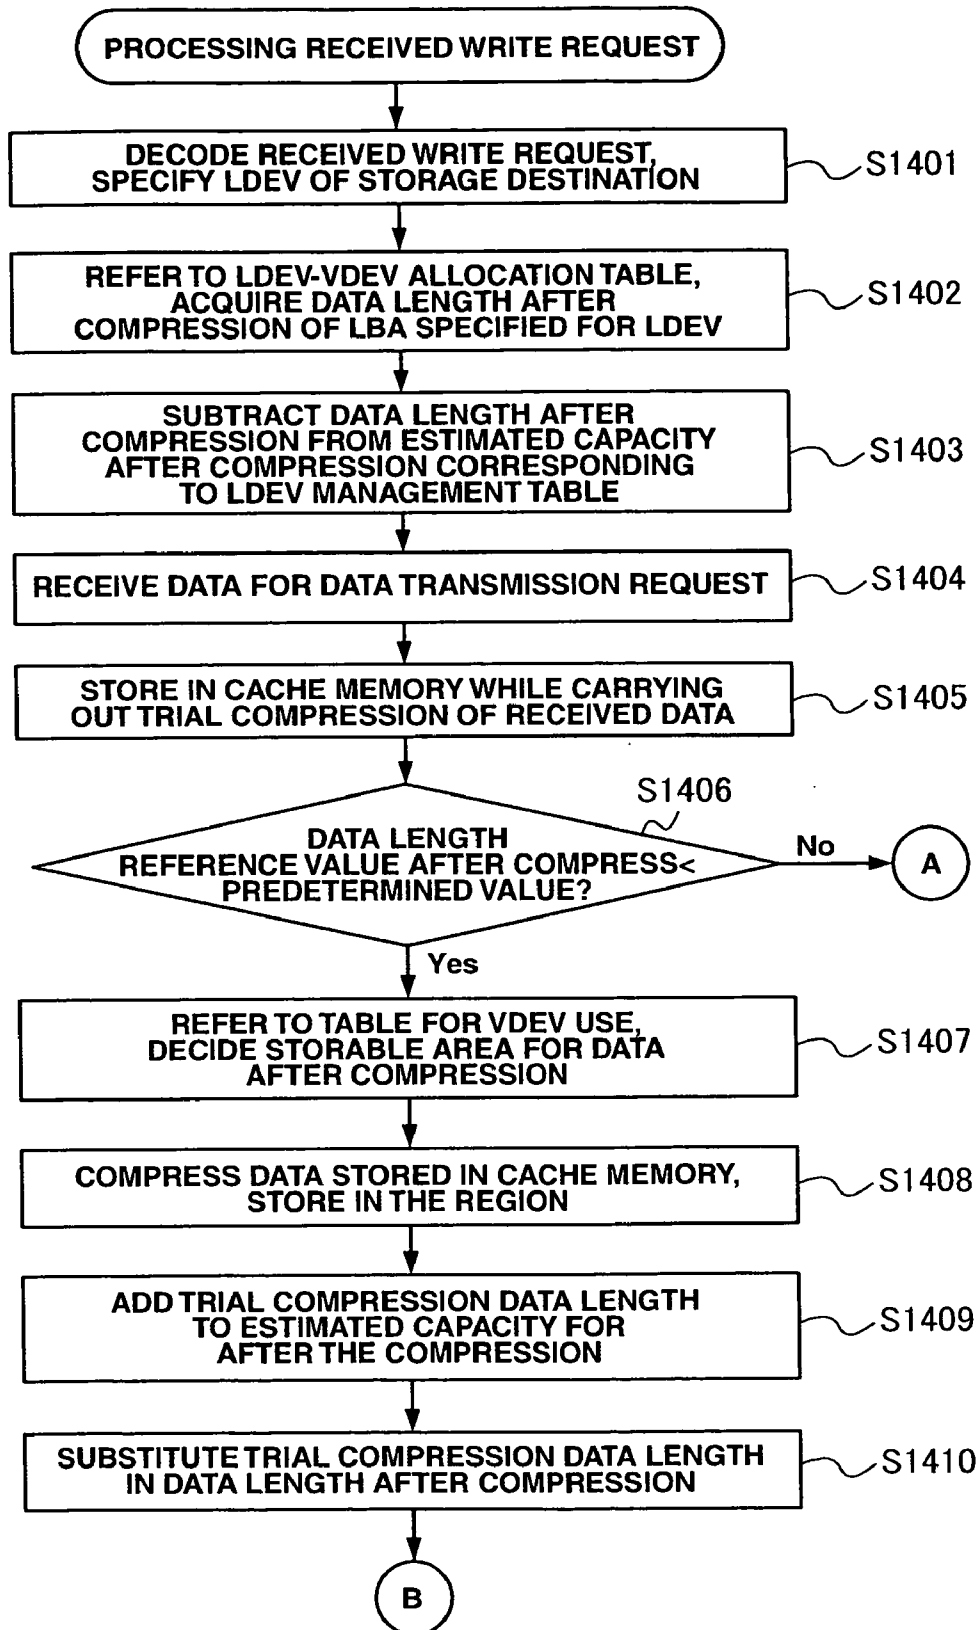 PROCESSING RECEIVED WRITE REQUEST
DECODE RECEIVED WRITE REQUEST,
SPECIFY LDEV OF STORAGE DESTINATION
S1401
REFER TO LDEV-VDEV ALLOCATION TABLE,
ACQUIRE DATA LENGTH AFTER
COMPRESSION OF LBA SPECIFIED FOR LDEV
S1402
SUBTRACT DATA LENGTH AFTER
COMPRESSION FROM ESTIMATED CAPACITY
AFTER COMPRESSION CORRESPONDING
TO LDEV MANAGEMENT TABLE
S1403
RECEIVE DATA FOR DATA TRANSMISSION REQUEST
S1404
STORE IN CACHE MEMORY WHILE CARRYING
OUT TRIAL COMPRESSION OF RECEIVED DATA
S1405
S1406
DATA LENGTH
REFERENCE VALUE AFTER COMPRESS<
PREDETERMINED VALUE?
No
A
Yes
REFER TO TABLE FOR VDEV USE,
DECIDE STORABLE AREA FOR DATA
AFTER COMPRESSION
S1407
COMPRESS DATA STORED IN CACHE MEMORY,
STORE IN THE REGION
S1408
ADD TRIAL COMPRESSION DATA LENGTH
TO ESTIMATED CAPACITY FOR
AFTER THE COMPRESSION
S1409
SUBSTITUTE TRIAL COMPRESSION DATA LENGTH
IN DATA LENGTH AFTER COMPRESSION
S1410
B